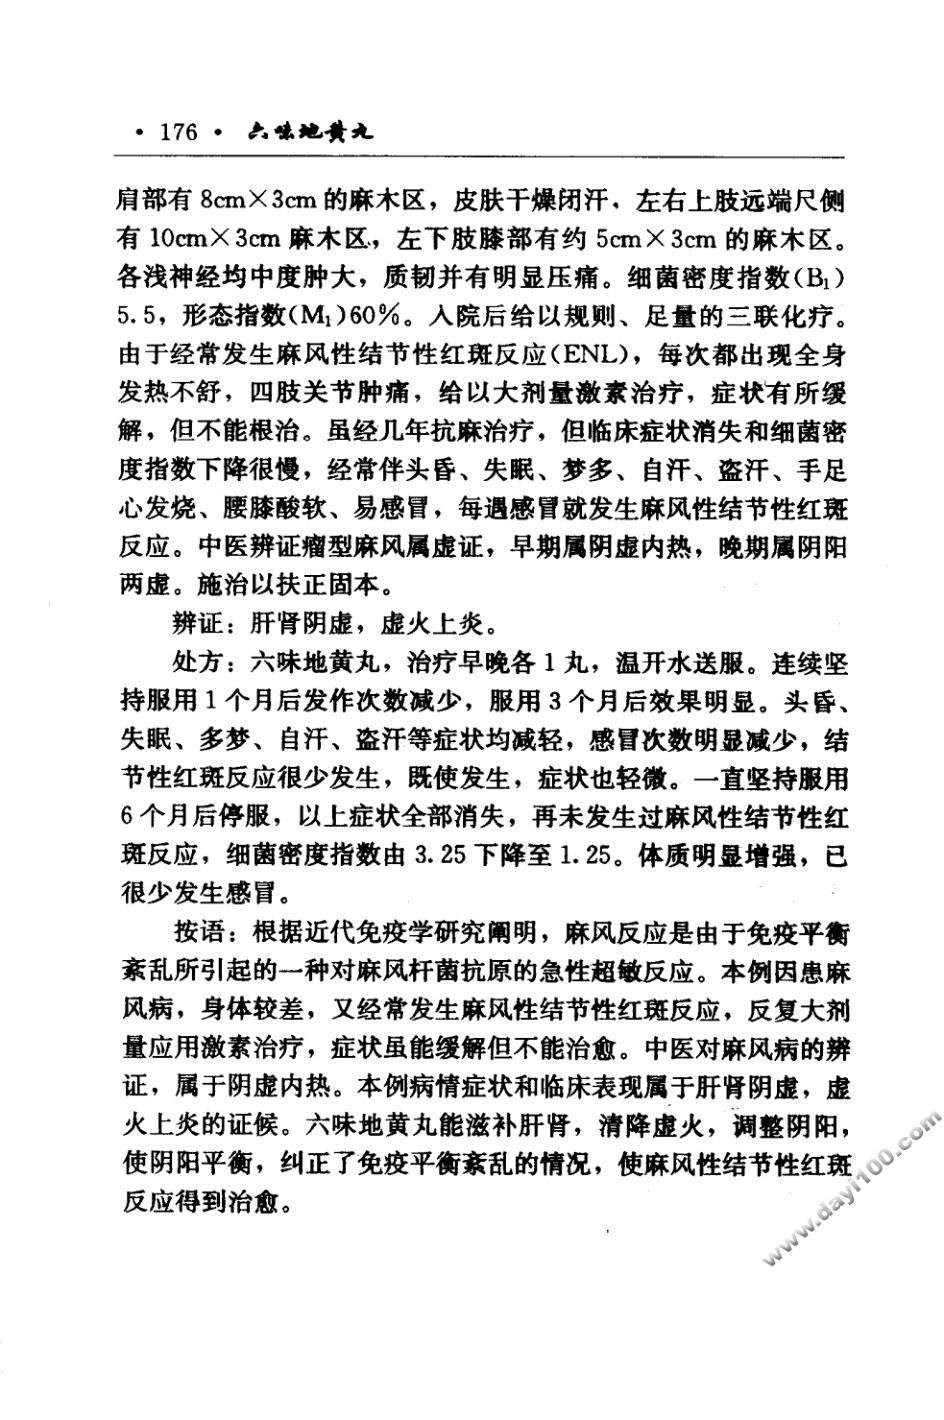 · 176 · 六味地黄丸
肩部有 8cm×3cm 的麻木区，皮肤干燥闭汗．左右上肢远端尺侧
有 10cm×3cm 麻木区，左下肢膝部有约 5cm×3cm 的麻木区。
各浅神经均中度肿大，质韧并有明显压痛。细菌密度指数(B₁)
5.5，形态指数(M₁)60％。入院后给以规则、足量的三联化疗。
由于经常发生麻风性结节性红斑反应(ENL)，每次都出现全身
发热不舒，四肢关节肿痛，给以大剂量激素治疗，症状有所缓
解，但不能根治。虽经几年抗麻治疗，但临床症状消失和细菌密
度指数下降很慢，经常伴头昏、失眠、梦多、自汗、盗汗、手足
心发烧、腰膝酸软、易感冒，每遇感冒就发生麻风性结节性红斑
反应。中医辨证瘤型麻风属虚证，早期属阴虚内热，晚期属阴阳
两虚。施治以扶正固本。
辨证：肝肾阴虚，虚火上炎。
处方：六味地黄丸，治疗早晚各 1 丸，温开水送服。连续坚
持服用 1 个月后发作次数减少，服用 3 个月后效果明显。头昏、
失眠、多梦、自汗、盗汗等症状均减轻，感冒次数明显减少，结
节性红斑反应很少发生，既使发生，症状也轻微。一直坚持服用
6 个月后停服，以上症状全部消失，再未发生过麻风性结节性红
斑反应，细菌密度指数由 3.25 下降至 1.25。体质明显增强，已
很少发生感冒。
按语：根据近代免疫学研究阐明，麻风反应是由于免疫平衡
紊乱所引起的一种对麻风杆菌抗原的急性超敏反应。本例因患麻
风病，身体较差，又经常发生麻风性结节性红斑反应，反复大剂
量应用激素治疗，症状虽能缓解但不能治愈。中医对麻风病的辨
证，属于阴虚内热。本例病情症状和临床表现属于肝肾阴虚，虚
火上炎的证候。六味地黄丸能滋补肝肾，清降虚火，调整阴阳，
使阴阳平衡，纠正了免疫平衡紊乱的情况，使麻风性结节性红斑
反应得到治愈。
www.dayi100.com